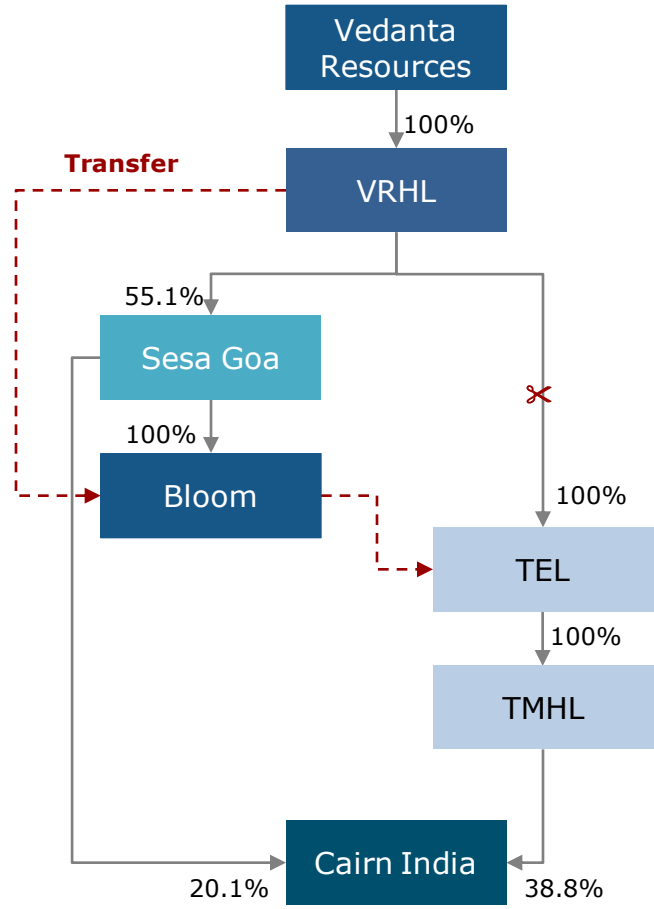 Vedanta
Resources
100%
Transfer
VRHL
55.1%
Sesa Goa
100%
Bloom
100%
TEL
100%
TMHL
Cairn India
20.1%
38.8%